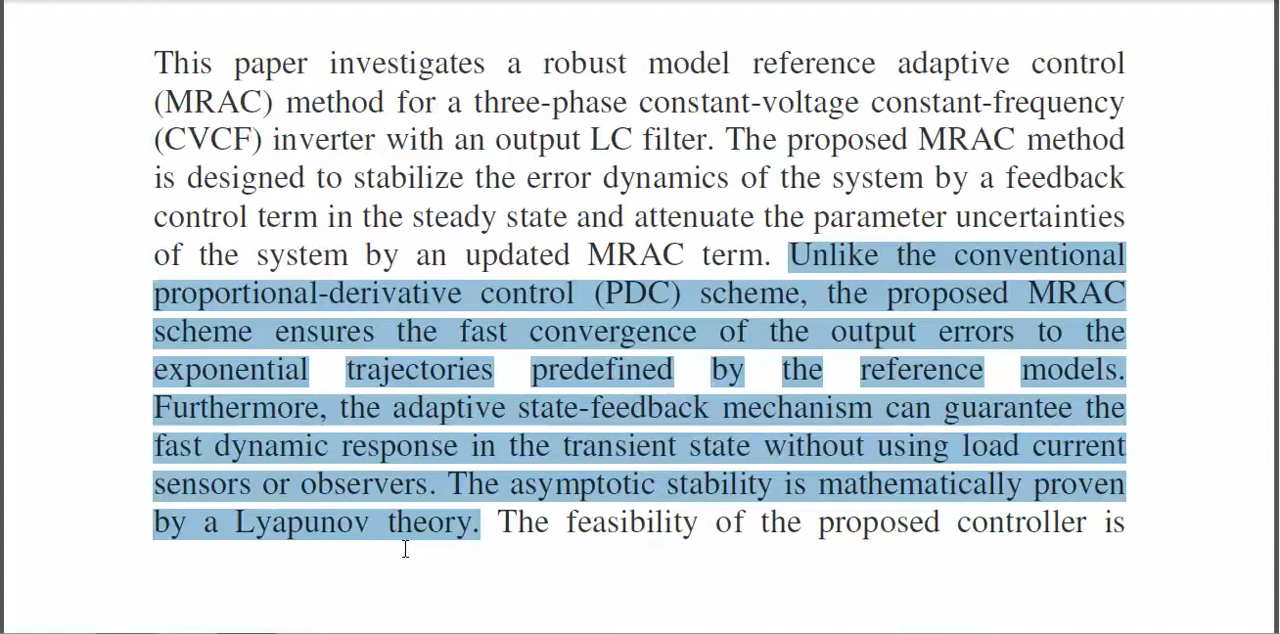 This paper investigates a robust model reference adaptive control
(MRAC) method for a three-phase constant-voltage constant-frequency
(CVCF) inverter with an output LC filter. The proposed MRAC method
is designed to stabilize the error dynamics of the system by a feedback
control term in the steady state and attenuate the parameter uncertainties
of the system by an updated MRAC term. Unlike the conventional
proportional-derivative control (PDC) scheme, the proposed MRAC
scheme ensures the fast convergence of the output errors to the
exponential trajectories predefined by the reference models.
Furthermore, the adaptive state-feedback mechanism can guarantee the
fast dynamic response in the transient state without using load current
sensors or observers. The asymptotic stability is mathematically proven
by a Lyapunov theory. The feasibility of the proposed controller is